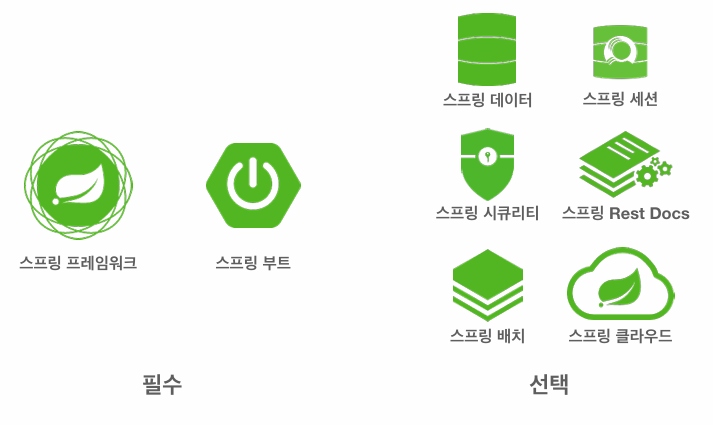 스프링 프레임워크
스프링 부트
필수
스프링 데이터
스프링 세션
스프링 시큐리티
스프링 Rest Docs
스프링 배치
스프링 클라우드
선택